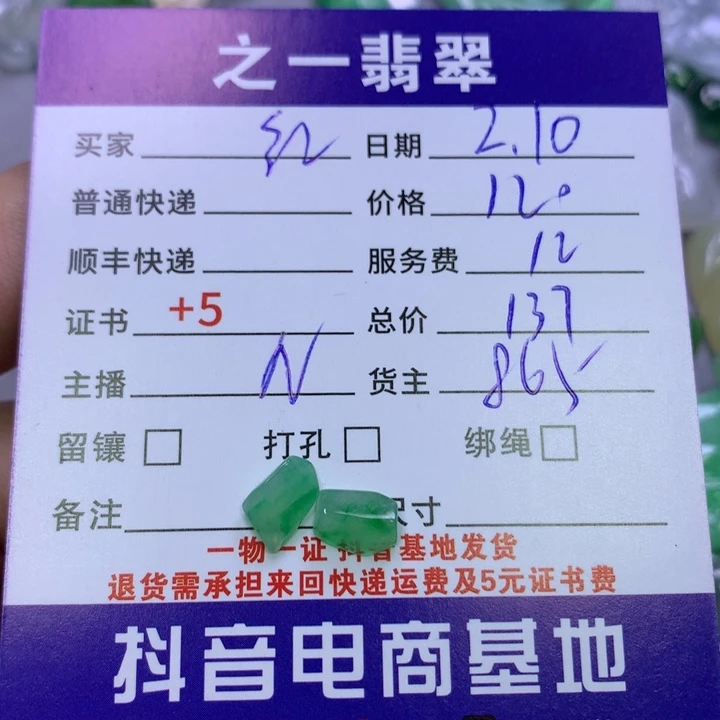 之一翡翠
买家 红 日期 2.10
普通快递 价格 120
顺丰快递 服务费 12
证书 +5 总价 137
主播 N 货主 865
留镶 打孔 绑绳
备注 尺寸
一物一证 抖音基地发货
退货需承担来回快递运费及5元证书费
抖音电商基地